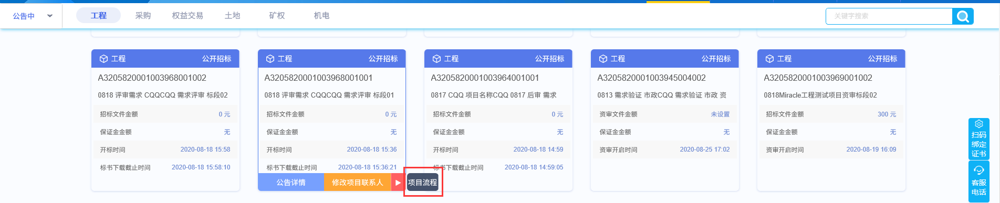 公告中
工程
采购
权益交易
土地
矿权
机电
关键字搜索
工程 公开招标
A3205820001003968001002
0818 评审需求 CQQCQQ 需求评审 标段02
招标文件金额 0 元
保证金金额 无
开标时间 2020-08-18 15:58
标书下载截止时间 2020-08-18 15:58:10
工程 公开招标
A3205820001003968001001
0818 评审需求 CQQCQQ 需求评审 标段01
招标文件金额 0 元
保证金金额 无
开标时间 2020-08-18 15:36
标书下载截止时间 2020-08-18 15:36:21
公告详情 修改项目联系人
项目流程
工程 公开招标
A3205820001003964001001
0817 CQQ 项目名称CQQ 0817 后审 需求
招标文件金额 0 元
保证金金额 无
开标时间 2020-08-18 14:59
标书下载截止时间 2020-08-18 14:59:05
工程 公开招标
A3205820001003945004002
0813 需求验证 市政CQQ 需求验证 市政 资
资审文件金额 未设置
保证金金额 无
资审开启时间 2020-08-25 17:02
工程 公开招标
A3205820001003969001002
0818Miracle工程测试项目资审标段02
招标文件金额 300 元
保证金金额 无
资审开启时间 2020-08-19 16:09
扫码
绑定
证书
客服
电话